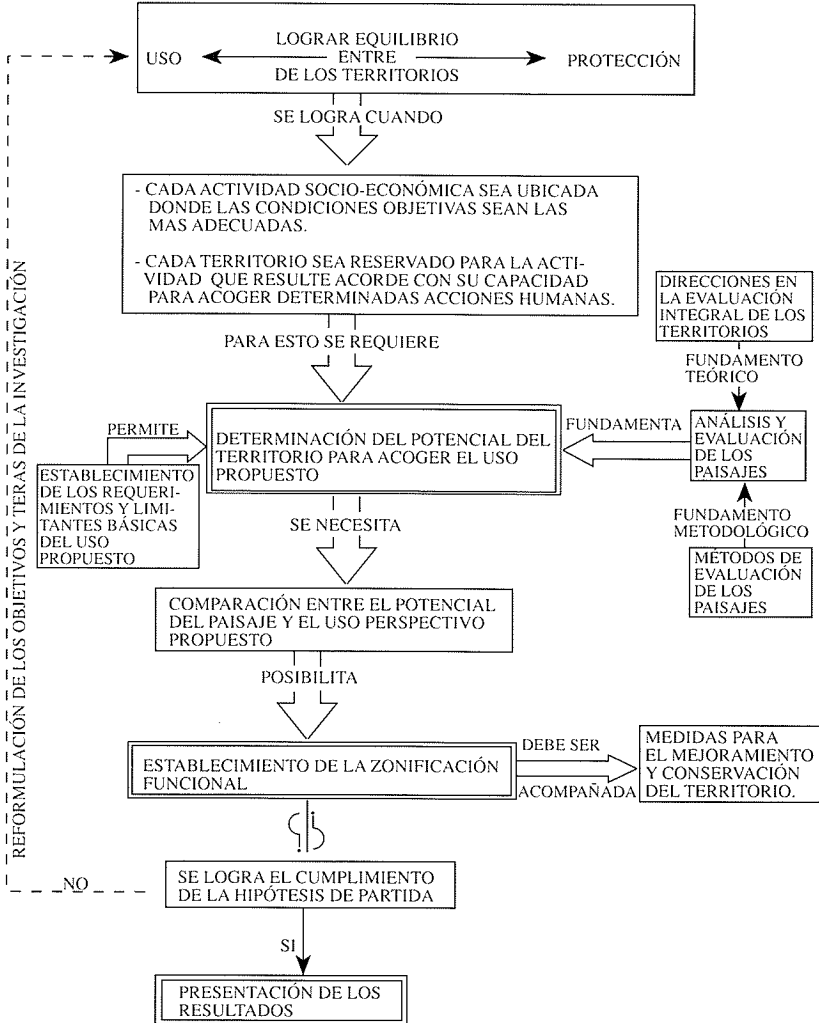 LOGRAR EQUILIBRIO
USO
ENTRE
PROTECCIÓN
DE LOS TERRITORIOS
SE LOGRA CUANDO
- CADA ACTIVIDAD SOCIO-ECONÓMICA SEA UBICADA
DONDE LAS CONDICIONES OBJETIVAS SEAN LAS
MAS ADECUADAS.
- CADA TERRITORIO SEA RESERVADO PARA LA ACTI-
VIDAD QUE RESULTE ACORDE CON SU CAPACIDAD
PARA ACOGER DETERMINADAS ACCIONES HUMANAS.
PARA ESTO SE REQUIERE
DIRECCIONES EN
LA EVALUACIÓN
INTEGRAL DE LOS
TERRITORIOS
FUNDAMENTO
TEÓRICO
PERMITE
DETERMINACIÓN DEL POTENCIAL DEL
TERRITORIO PARA ACOGER EL USO
PROPUESTO
FUNDAMENTA
ANÁLISIS Y
EVALUACIÓN
DE LOS
PAISAJES
ESTABLECIMIENTO
DE LOS REQUERI-
MIENTOS Y LIMI-
TANTES BÁSICAS
DEL USO
PROPUESTO
FUNDAMENTO
METODOLÓGICO
MÉTODOS DE
EVALUACIÓN
DE LOS
PAISAJES
SE NECESITA
COMPARACIÓN ENTRE EL POTENCIAL
DEL PAISAJE Y EL USO PERSPECTIVO
PROPUESTO
POSIBILITA
ESTABLECIMIENTO DE LA ZONIFICACIÓN
FUNCIONAL
DEBE SER
ACOMPAÑADA
MEDIDAS PARA
EL MEJORAMIENTO
Y CONSERVACIÓN
DEL TERRITORIO.
¿?
SE LOGRA EL CUMPLIMIENTO
DE LA HIPÓTESIS DE PARTIDA
NO
SI
PRESENTACIÓN DE LOS
RESULTADOS
REFORMULACIÓN DE LOS OBJETIVOS Y TERAS DE LA INVESTIGACIÓN